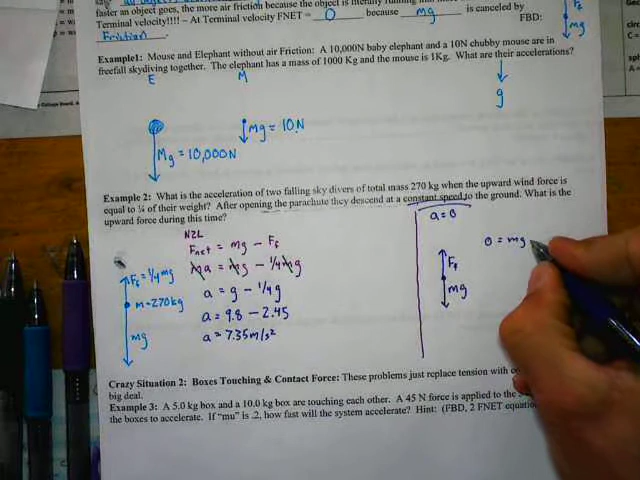 faster an object goes, the more air friction because the object is literally
Terminal velocity!!!! – At Terminal velocity FNET = 0 because mg is canceled by
Friction. FBD:
Ff
mg
Example1: Mouse and Elephant without air Friction: A 10,000N baby elephant and a 10N chubby mouse are in
freefall skydiving together. The elephant has a mass of 1000 Kg and the mouse is 1Kg. What are their accelerations?
E M
g
Mg = 10,000N
mg = 10N
Example 2: What is the acceleration of two falling sky divers of total mass 270 kg when the upward wind force is
equal to ¼ of their weight? After opening the parachute they descend at a constant speed to the ground. What is the
upward force during this time?
N2L
Fnet = mg - Ff
ma = mg - 1/4 mg
a = g - 1/4 g
a = 9.8 - 2.45
a = 7.35 m/s²
Ff = 1/4 mg
m = 270 kg
mg
a = 0
0 = mg
Ff
mg
Crazy Situation 2: Boxes Touching & Contact Force: These problems just replace tension with
big deal.
Example 3: A 5.0 kg box and a 10.0 kg box are touching each other. A 45 N force is applied to the
the boxes to accelerate. If "mu" is .2, how fast will the system accelerate? Hint: (FBD, 2 FNET